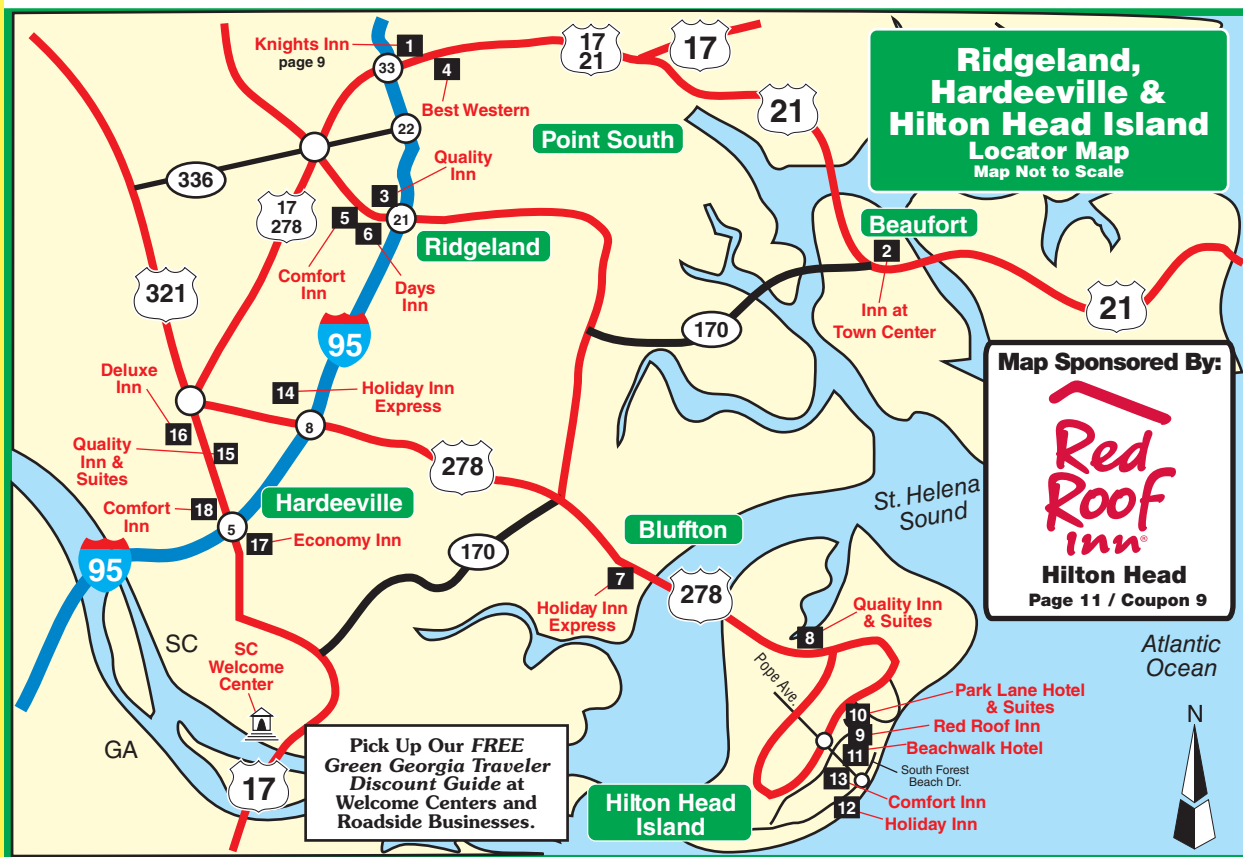 Ridgeland,
Hardeeville &
Hilton Head Island
Locator Map
Map Not to Scale
Knights Inn
page 9
1
33
4
Best Western
17
21
17
21
22
Point South
336
Quality
Inn
3
17
278
5
6
21
Ridgeland
Comfort
Inn
Days
Inn
Beaufort
2
Inn at
Town Center
21
321
95
170
Deluxe
Inn
14
Holiday Inn
Express
16
8
Quality
Inn &
Suites
15
278
Comfort
Inn
18
Hardeeville
5
17
Economy Inn
95
170
Bluffton
St. Helena
Sound
7
Holiday Inn
Express
278
Map Sponsored By:
Red
Roof
Inn®
Hilton Head
Page 11 / Coupon 9
Quality Inn
& Suites
8
SC
GA
SC
Welcome
Center
17
Pope Ave.
Park Lane Hotel
& Suites
10
Red Roof Inn
9
Beachwalk Hotel
11
South Forest
Beach Dr.
13
Comfort Inn
12
Holiday Inn
Atlantic
Ocean
N
Pick Up Our FREE
Green Georgia Traveler
Discount Guide at
Welcome Centers and
Roadside Businesses.
Hilton Head
Island